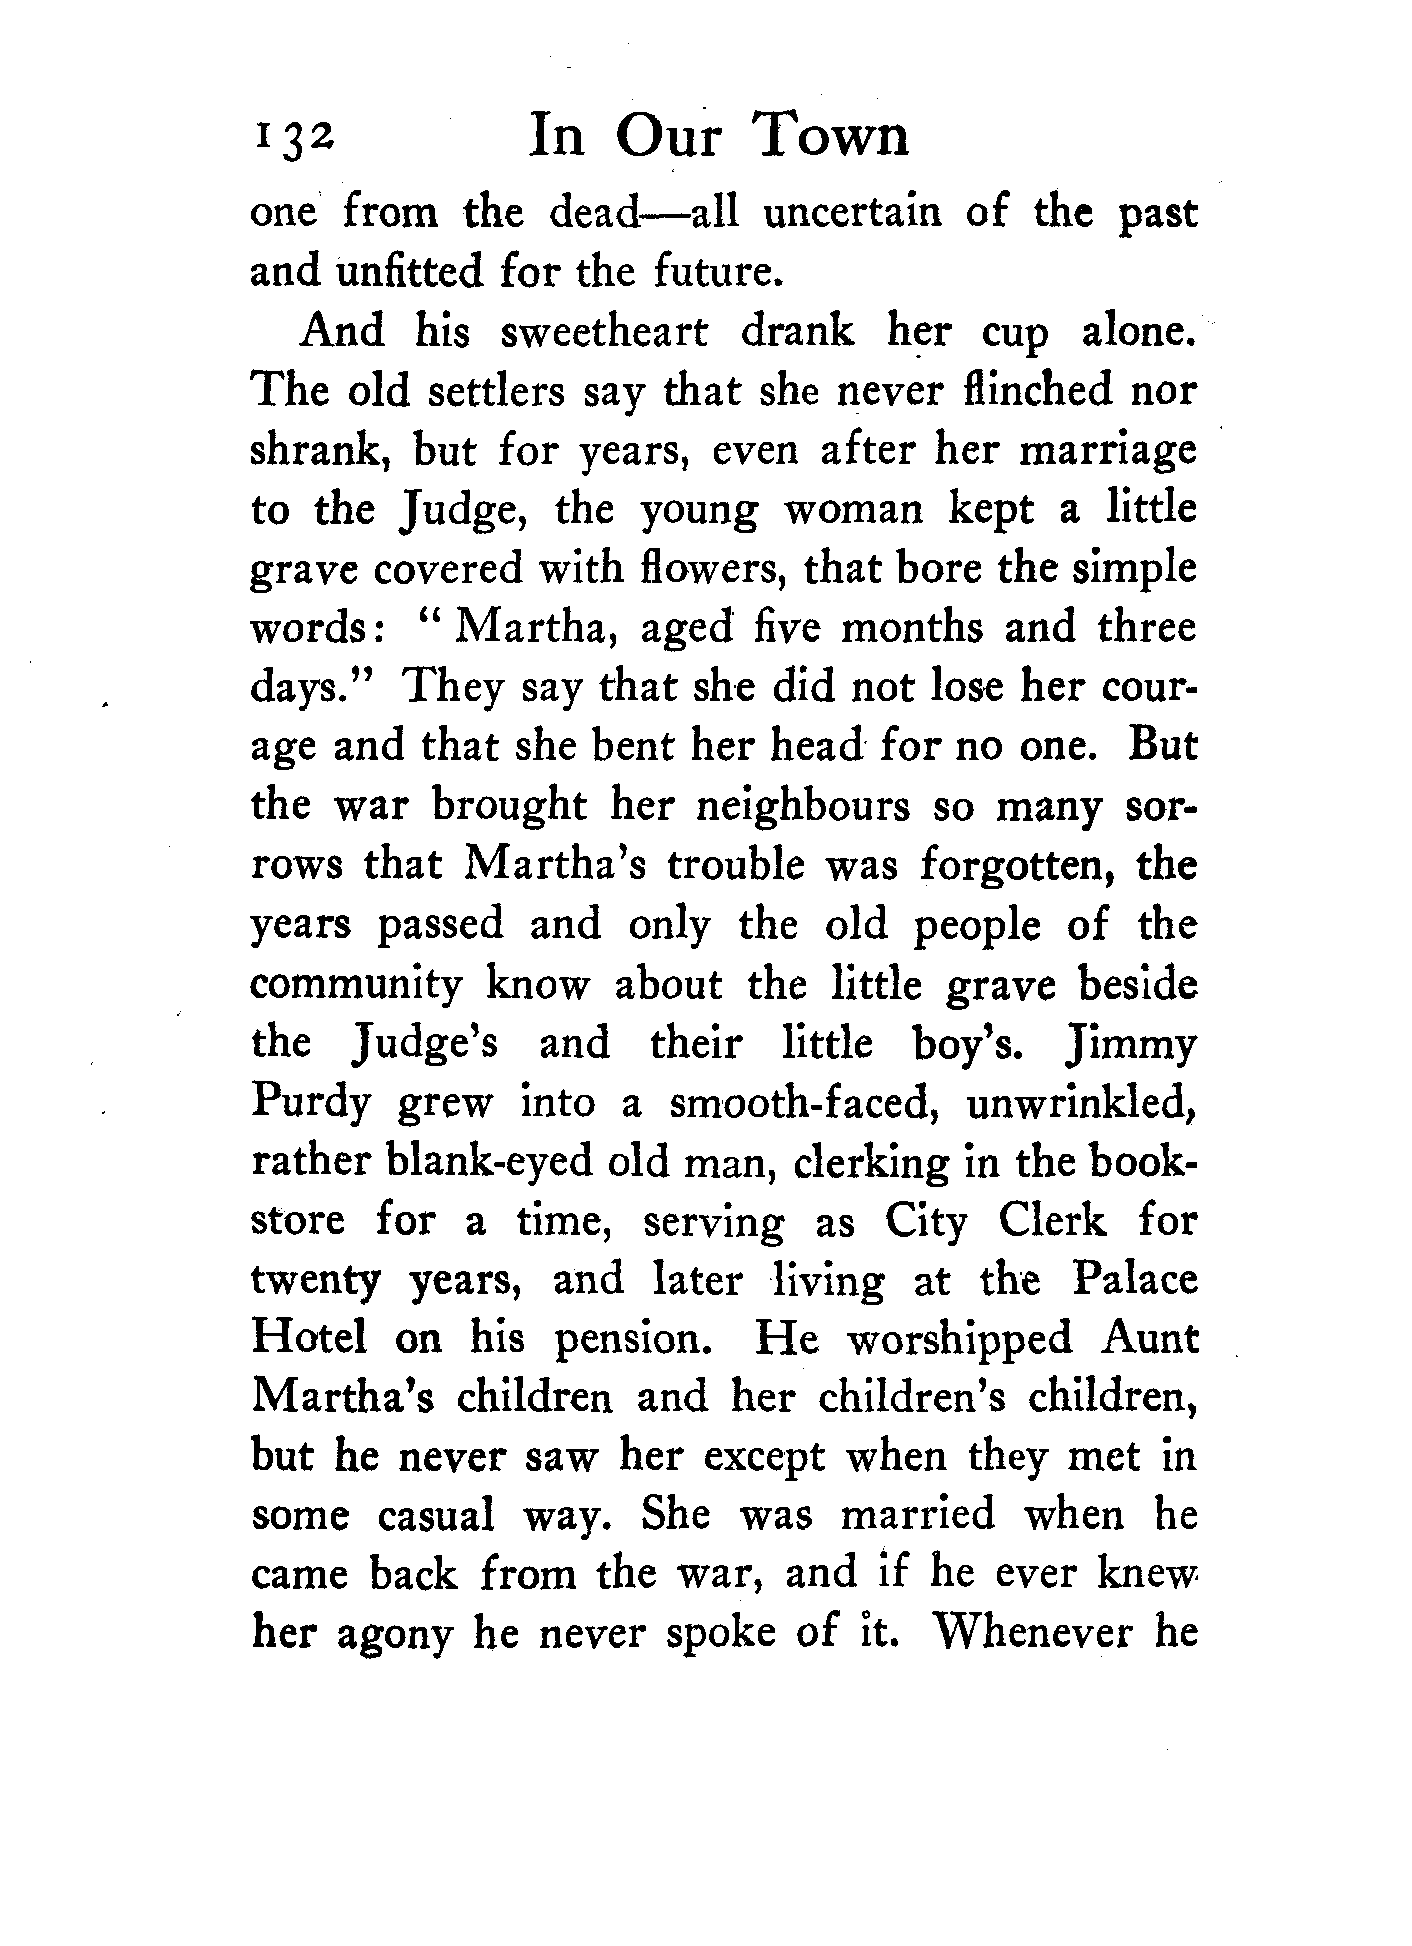 132 In Our Town
one from the dead—all uncertain of the past
and unfitted for the future.
And his sweetheart drank her cup alone.
The old settlers say that she never flinched nor
shrank, but for years, even after her marriage
to the Judge, the young woman kept a little
grave covered with flowers, that bore the simple
words: “ Martha, aged five months and three
days.” They say that she did not lose her cour-
age and that she bent her head for no one. But
the war brought her neighbours so many sor-
rows that Martha’s trouble was forgotten, the
years passed and only the old people of the
community know about the little grave beside
the Judge’s and their little boy’s. Jimmy
Purdy grew into a smooth-faced, unwrinkled,
rather blank-eyed old man, clerking in the book-
store for a time, serving as City Clerk for
twenty years, and later living at the Palace
Hotel on his pension. He worshipped Aunt
Martha’s children and her children’s children,
but he never saw her except when they met in
some casual way. She was married when he
came back from the war, and if he ever knew
her agony he never spoke of it. Whenever he